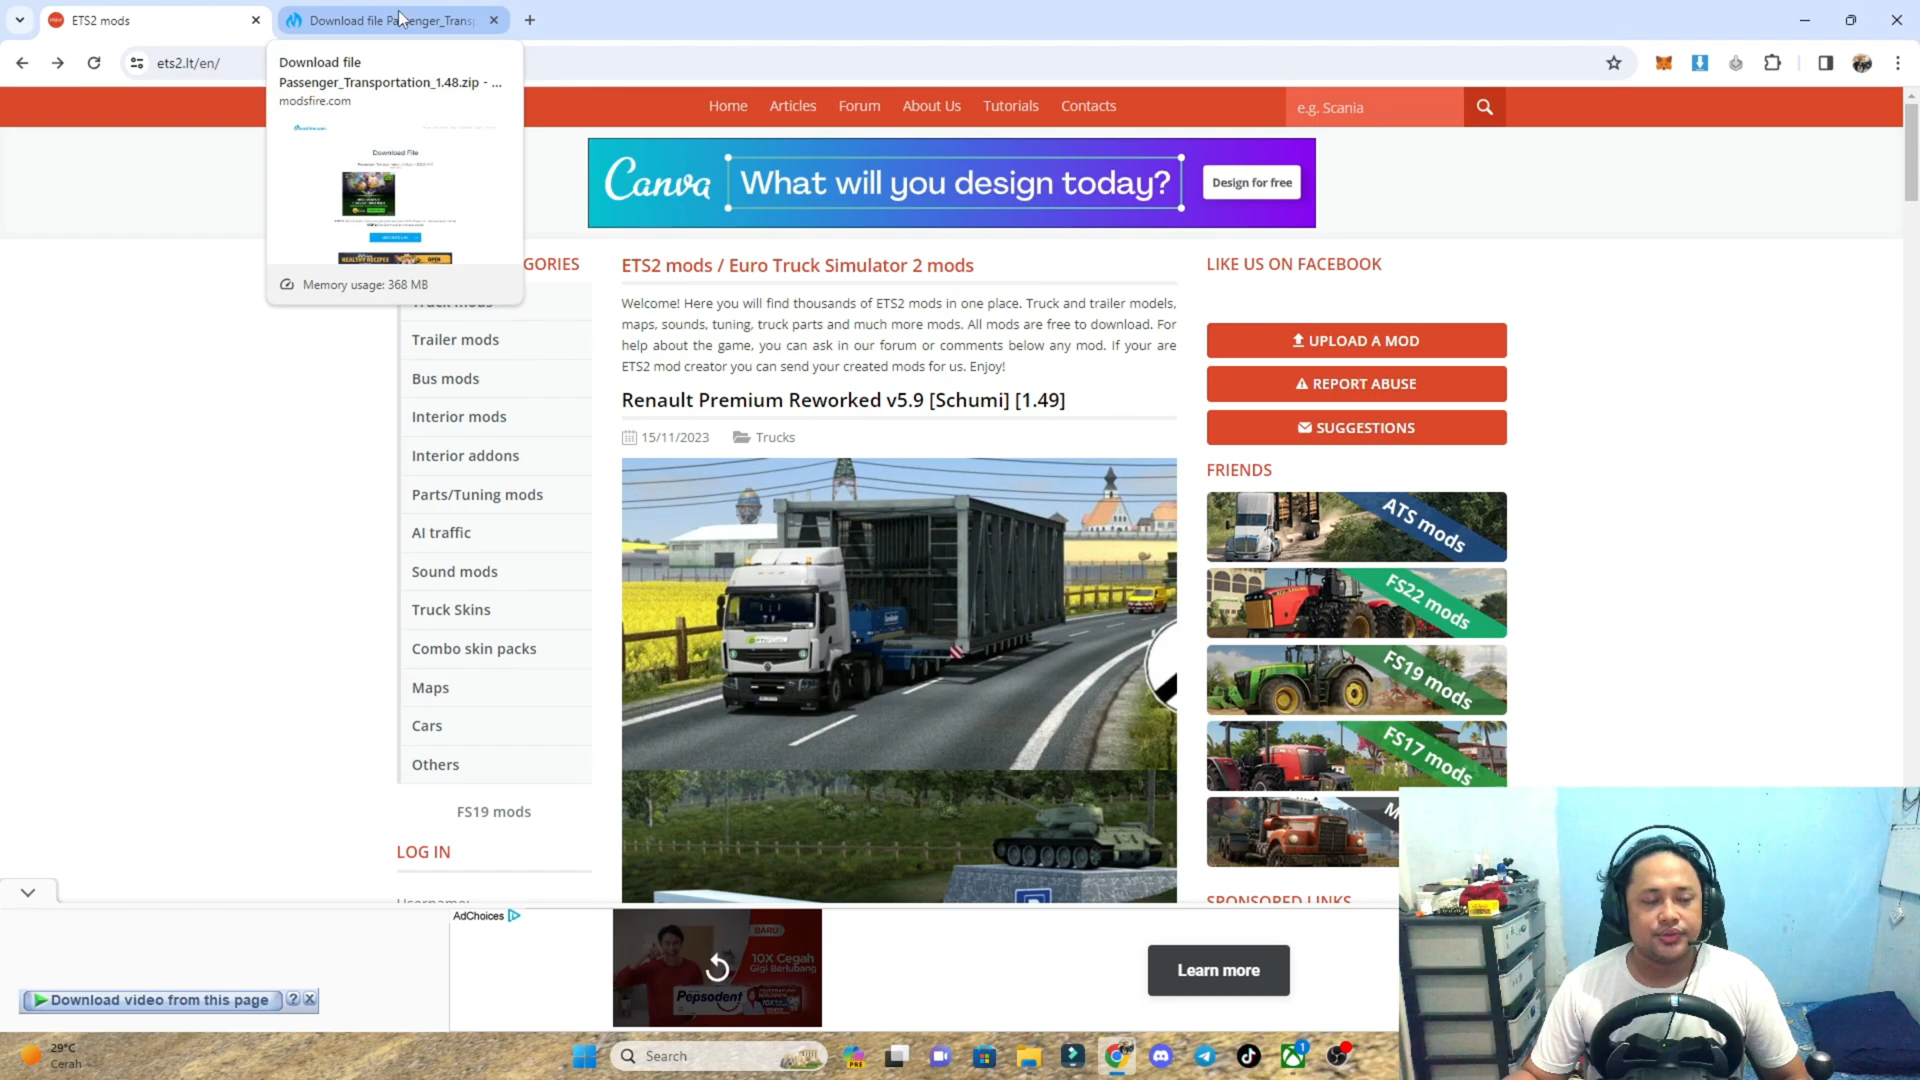 ETS2 mods
Download file Passenger_Trans
ets2.lt/en/
Download file
Passenger_Transportation_1.48.zip - ...
modsfire.com
Download File
Memory usage: 368 MB
Home
Articles
Forum
About Us
Tutorials
Contacts
e.g. Scania
Canva
What will you design today?
Design for free
GORIES
Trailer mods
Bus mods
Interior mods
Interior addons
Parts/Tuning mods
AI traffic
Sound mods
Truck Skins
Combo skin packs
Maps
Cars
Others
FS19 mods
LOG IN
ETS2 mods / Euro Truck Simulator 2 mods
Welcome! Here you will find thousands of ETS2 mods in one place. Truck and trailer models,
maps, sounds, tuning, truck parts and much more mods. All mods are free to download. For
help about the game, you can ask in our forum or comments below any mod. If your are
ETS2 mod creator you can send your created mods for us. Enjoy!
Renault Premium Reworked v5.9 [Schumi] [1.49]
15/11/2023
Trucks
LIKE US ON FACEBOOK
UPLOAD A MOD
REPORT ABUSE
SUGGESTIONS
FRIENDS
ATS mods
FS22 mods
FS19 mods
FS17 mods
M
SPONSORED LINKS
AdChoices
BARU
10X Cegah
Gigi Berlubang
Pepsodent
Learn more
Download video from this page
?
29°C
Cerah
Search
PRE
1